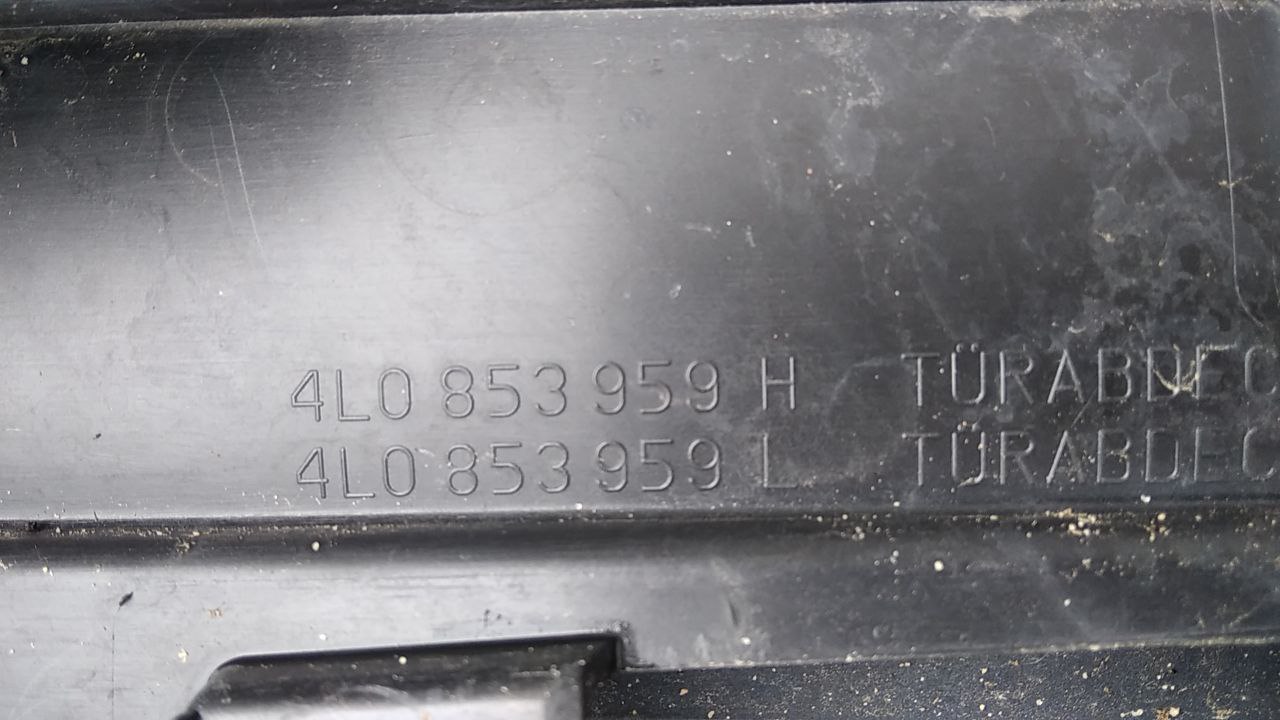 4L0 853 959 H TÜRABDEC
4L0 853 959 L TÜRABDEC